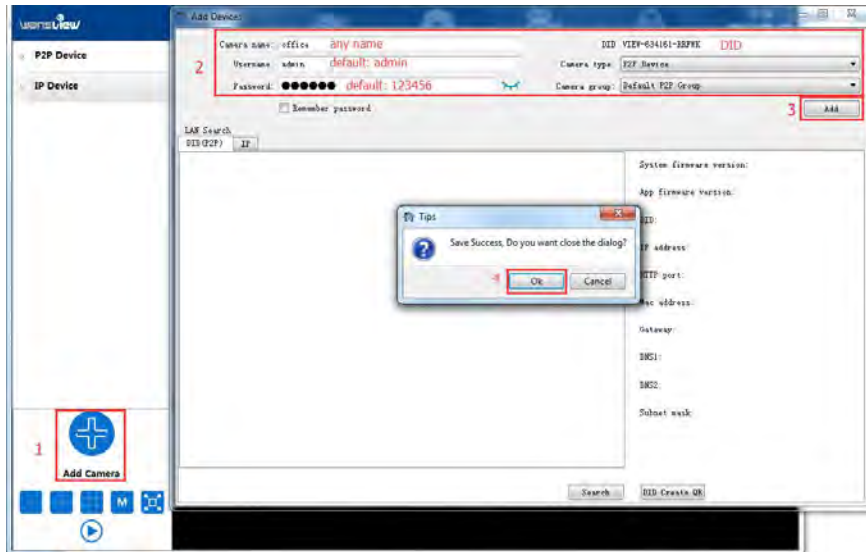 wansview
Add Devices
P2P Device
IP Device
2
Camera name: office any name
Username: admin default: admin
Password: ●●●●●● default: 123456
DID VIEW-634161-BRPWK DID
Camera type: P2P Device
Camera group: Default P2P Group
Remember password
3 Add
LAN Search
DID(P2P) IP
System firmware version:
App firmware version:
DID:
IP address:
HTTP port:
Mac address:
Gateway:
DNS1:
DNS2:
Subnet mask:
Tips
Save Success, Do you want close the dialog?
4 Ok Cancel
1
Add Camera
M
Search DID Create QR